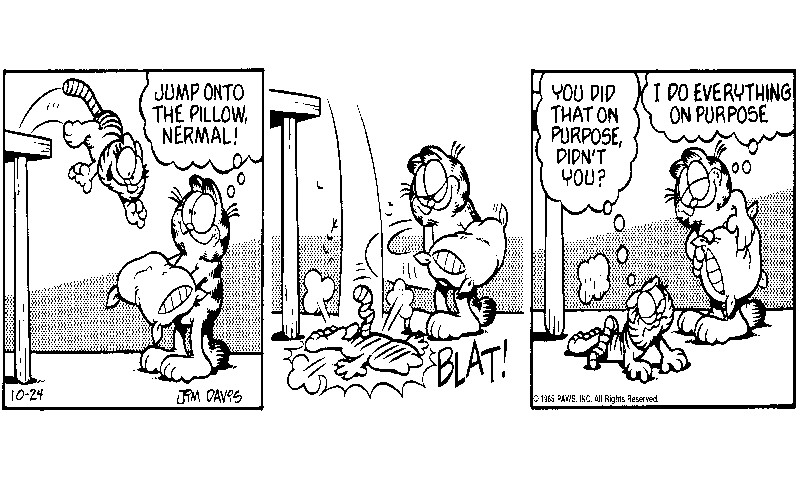 JUMP ONTO
THE PILLOW,
NERMAL!
10-24
JIM DAVIS
BLAT!
YOU DID
THAT ON
PURPOSE,
DIDN'T
YOU?
I DO EVERYTHING
ON PURPOSE
© 1985 PAWS, INC. All Rights Reserved.